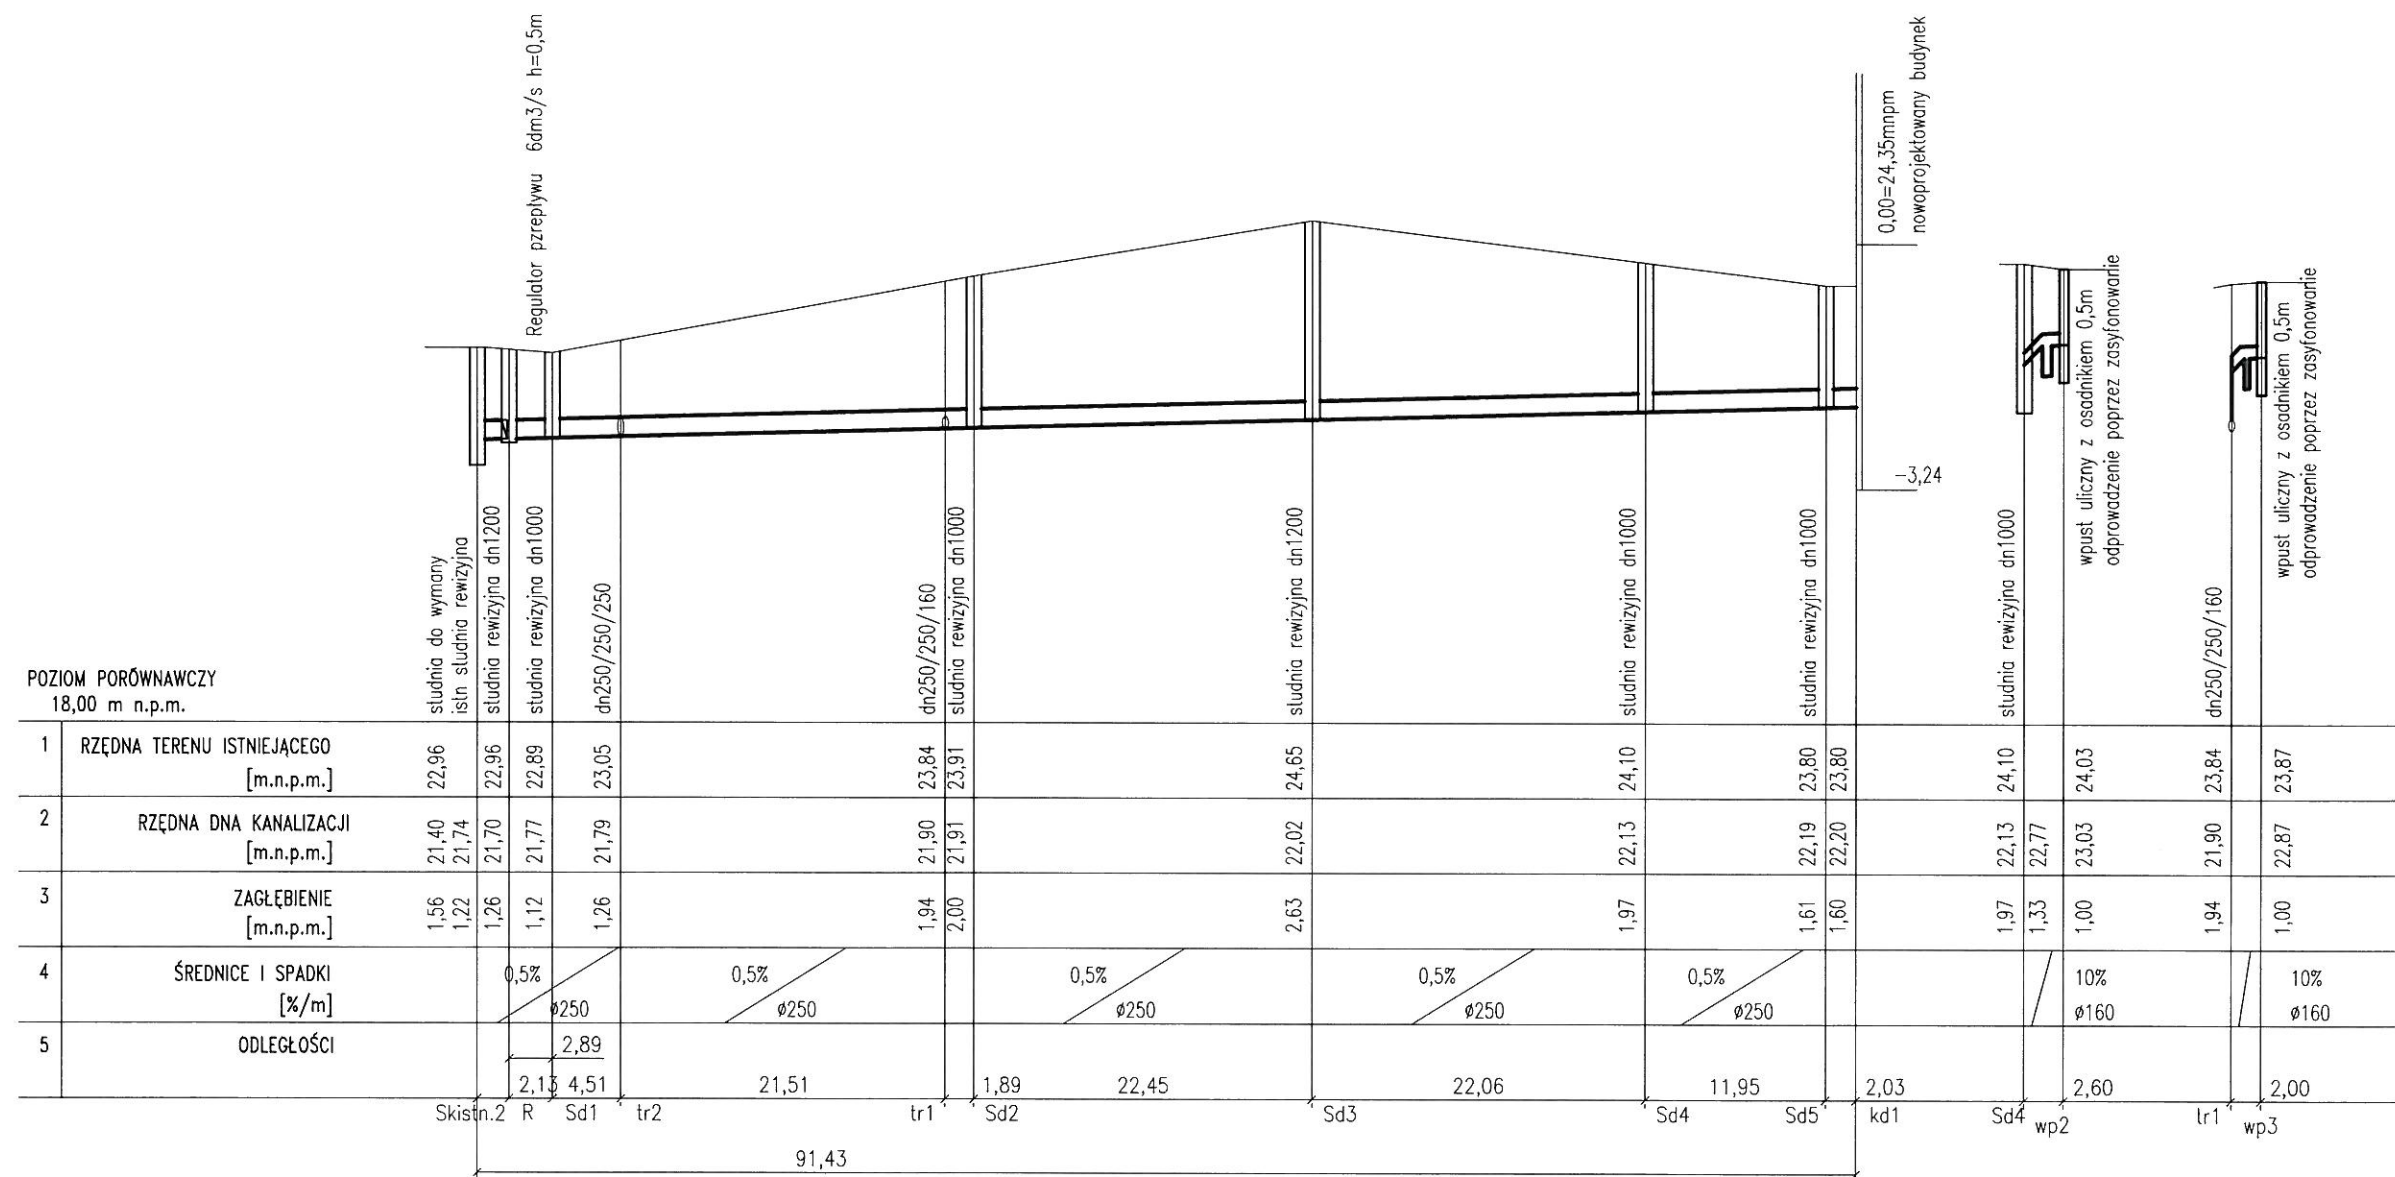 Regulator pzrepływu 6dm3/s h=0,5m
0,00=24,35mnpm
nowoprojektowany budynek
-3,24
wpust uliczny z osadnikiem 0,5m
odprowadzenie poprzez zasyfonowanie
wpust uliczny z osadnikiem 0,5m
odprowadzenie poprzez zasyfonowanie
studnia do wymany
istn studnia rewizyjna
studnia rewizyjna dn1200
studnia rewizyjna dn1000
dn250/250/250
dn250/250/160
studnia rewizyjna dn1000
studnia rewizyjna dn1200
studnia rewizyjna dn1000
studnia rewizyjna dn1000
studnia rewizyjna dn1000
dn250/250/160
POZIOM PORÓWNAWCZY
18,00 m n.p.m.
1 RZĘDNA TERENU ISTNIEJĄCEGO
[m.n.p.m.]
22,96 22,96 22,89 23,05 23,84 23,91 24,65 24,10 23,80 23,80 24,10 24,03 23,84 23,87
2 RZĘDNA DNA KANALIZACJI
[m.n.p.m.]
21,40 21,74 21,70 21,77 21,79 21,90 21,91 22,02 22,13 22,19 22,20 22,13 22,77 23,03 21,90 22,87
3 ZAGŁĘBIENIE
[m.n.p.m.]
1,56 1,22 1,26 1,12 1,26 1,94 2,00 2,63 1,97 1,61 1,60 1,97 1,33 1,00 1,94 1,00
4 ŚREDNICE I SPADKI
[%/m]
0,5% 0,5% 0,5% 0,5% 0,5% 10% 10%
ø250 ø250 ø250 ø250 ø250 ø160 ø160
5 ODLEGŁOŚCI
2,89
2,13 4,51 21,51 1,89 22,45 22,06 11,95 2,03 2,60 2,00
Skistn.2 R Sd1 tr2 tr1 Sd2 Sd3 Sd4 Sd5 kd1 Sd4 wp2 tr1 wp3
91,43